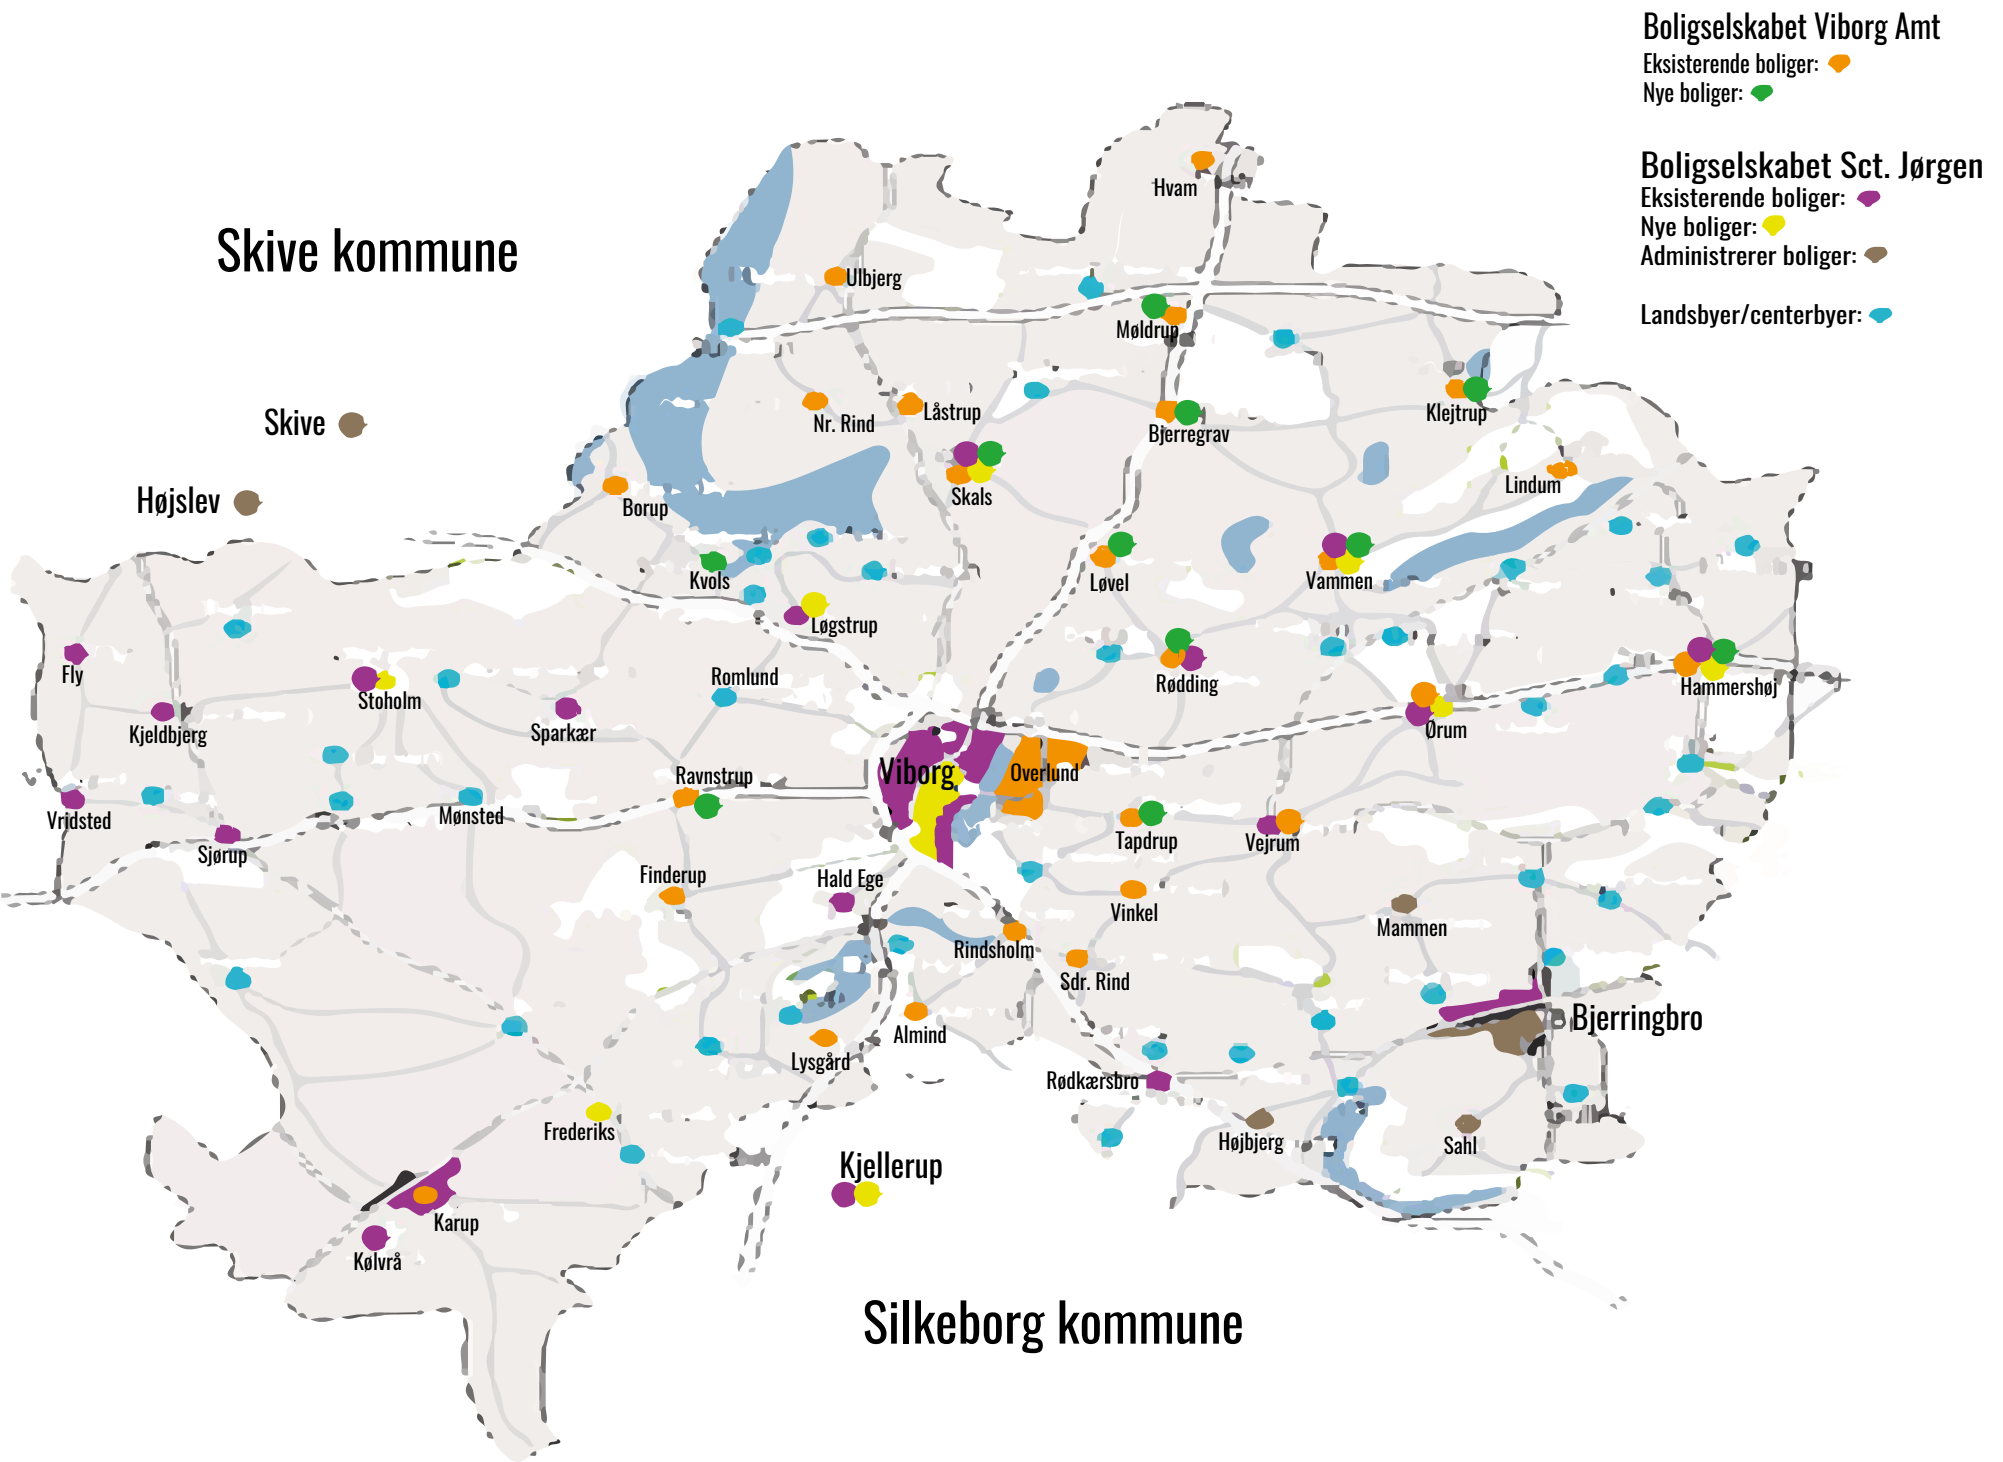 Boligselskabet Viborg Amt
Eksisterende boliger:
Nye boliger:
Boligselskabet Sct. Jørgen
Eksisterende boliger:
Nye boliger:
Administrerer boliger:
Landsbyer/centerbyer:
Hvam
Skive kommune
Ulbjerg
Møldrup
Skive
Nr. Rind
Låstrup
Bjerregrav
Klejtrup
Højslev
Borup
Skals
Lindum
Kvols
Løvel
Vammen
Løgstrup
Fly
Stoholm
Romlund
Rødding
Hammershøj
Kjeldbjerg
Sparkær
Ørum
Ravnstrup
Viborg
Overlund
Vridsted
Mønsted
Tapdrup
Vejrum
Sjørup
Finderup
Hald Ege
Vinkel
Mammen
Rindsholm
Sdr. Rind
Bjerringbro
Almind
Lysgård
Rødkærsbro
Frederiks
Højbjerg
Sahl
Kjellerup
Karup
Kølvrå
Silkeborg kommune